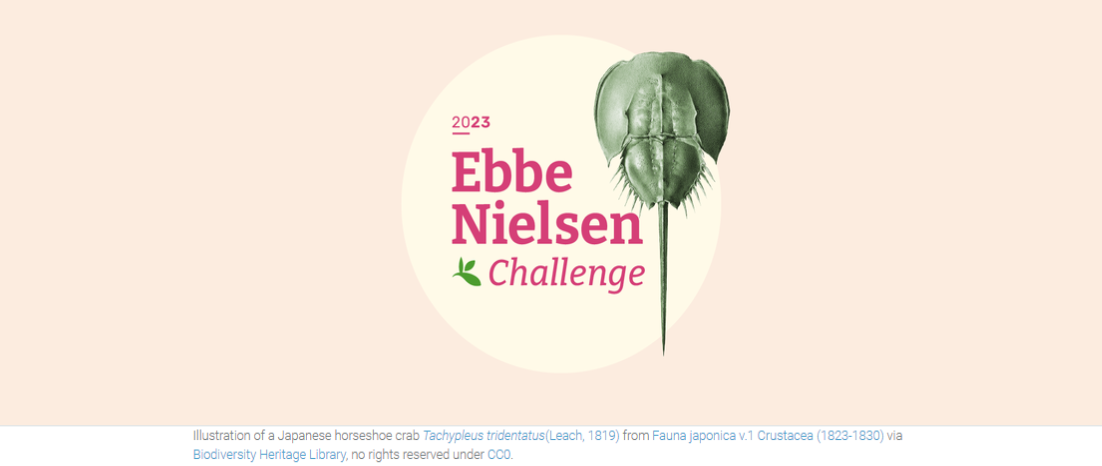 2023
Ebbe
Nielsen
Challenge
Illustration of a Japanese horseshoe crab Tachypleus tridentatus(Leach, 1819) from Fauna japonica v.1 Crustacea (1823-1830) via
Biodiversity Heritage Library, no rights reserved under CC0.